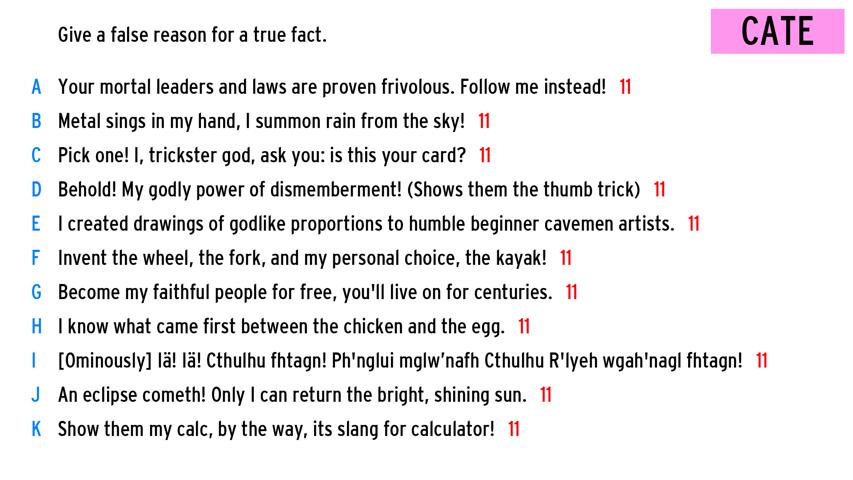 Give a false reason for a true fact.
CATE
A Your mortal leaders and laws are proven frivolous. Follow me instead! 11
B Metal sings in my hand, I summon rain from the sky! 11
C Pick one! I, trickster god, ask you: is this your card? 11
D Behold! My godly power of dismemberment! (Shows them the thumb trick) 11
E I created drawings of godlike proportions to humble beginner cavemen artists. 11
F Invent the wheel, the fork, and my personal choice, the kayak! 11
G Become my faithful people for free, you'll live on for centuries. 11
H I know what came first between the chicken and the egg. 11
I [Ominously] Iä! Iä! Cthulhu fhtagn! Ph'nglui mglw’nafh Cthulhu R'lyeh wgah'nagl fhtagn! 11
J An eclipse cometh! Only I can return the bright, shining sun. 11
K Show them my calc, by the way, its slang for calculator! 11